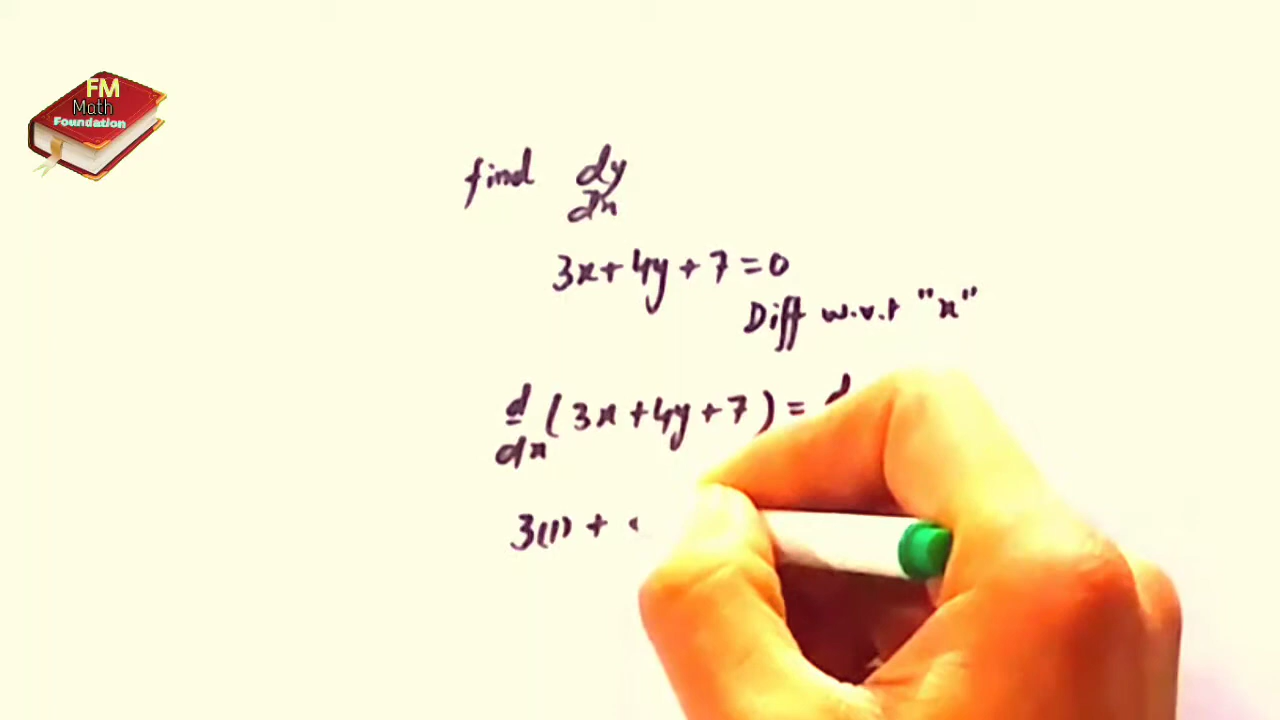 FM
Math
Foundation
find dy/dx
3x+4y+7=0
Diff w.r.t "x"
d/dx(3x+4y+7)=d
3(1)+